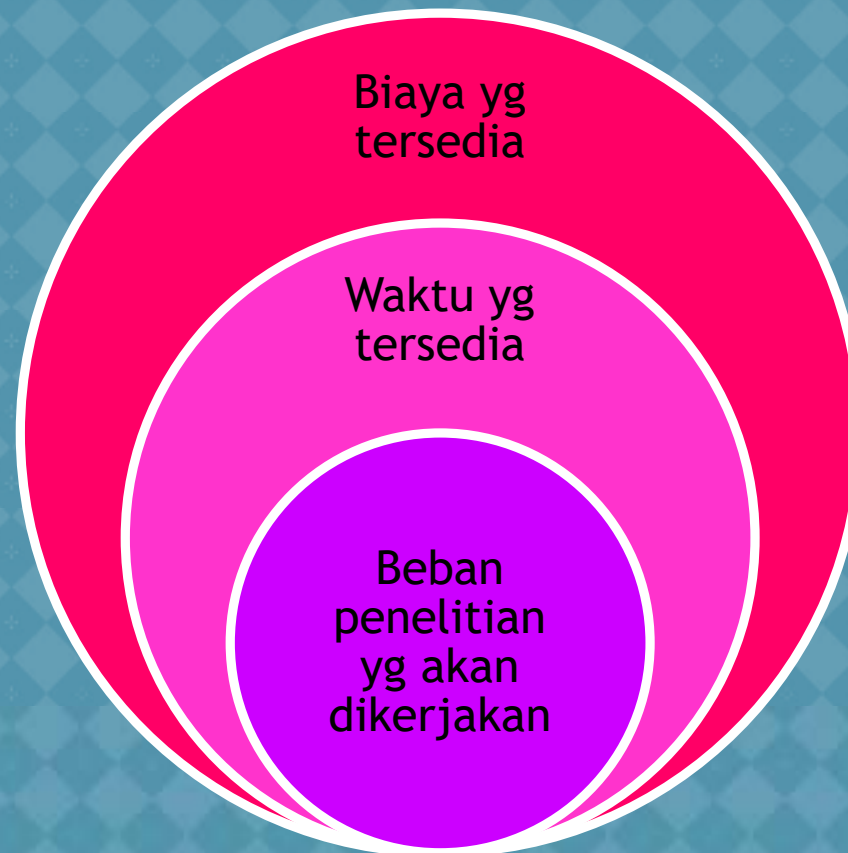 Biaya yg
tersedia
Waktu yg
tersedia
Beban
penelitian
yg akan
dikerjakan